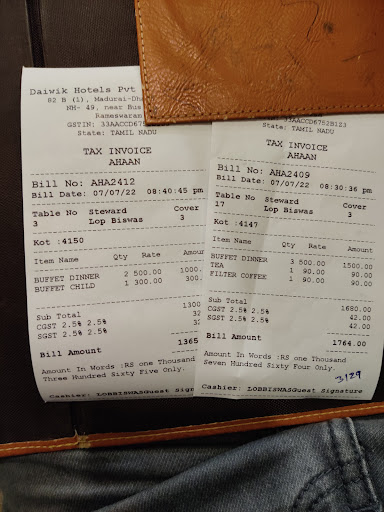 Daiwik Hotels Pvt
82 B (1), Madurai-Dh
NH- 49, near Bus
Rameswaram
GSTIN: 33AACCD67
State: TAMIL NADU
TAX INVOICE
AHAAN
Bill No: AHA2412
Bill Date: 07/07/22 08:40:45 pm
Table No Steward Cover
3 Lop Biswas 3
Kot :4150
Item Name Qty Rate Amount
BUFFET DINNER 2 500.00 1000.
BUFFET CHILD 1 300.00 300.
Sub Total 1300
CGST 2.5% 2.5% 32
SGST 2.5% 2.5% 32
Bill Amount 1365
Amount In Words :RS one Thousand
Three Hundred Sixty Five Only.
Cashier: LOBBISWASGuest Signature
33AACCD6752B123
State: TAMIL NADU
TAX INVOICE
AHAAN
Bill No: AHA2409
Bill Date: 07/07/22 08:30:36 pm
Table No Steward Cover
17 Lop Biswas 3
Kot :4147
Item Name Qty Rate Amount
BUFFET DINNER 3 500.00 1500.00
TEA 1 90.00 90.00
FILTER COFFEE 1 90.00 90.00
Sub Total 1680.00
CGST 2.5% 2.5% 42.00
SGST 2.5% 2.5% 42.00
Bill Amount 1764.00
Amount In Words :RS one Thousand
Seven Hundred Sixty Four Only.
3129
Cashier: LOBBISWASGuest Signature